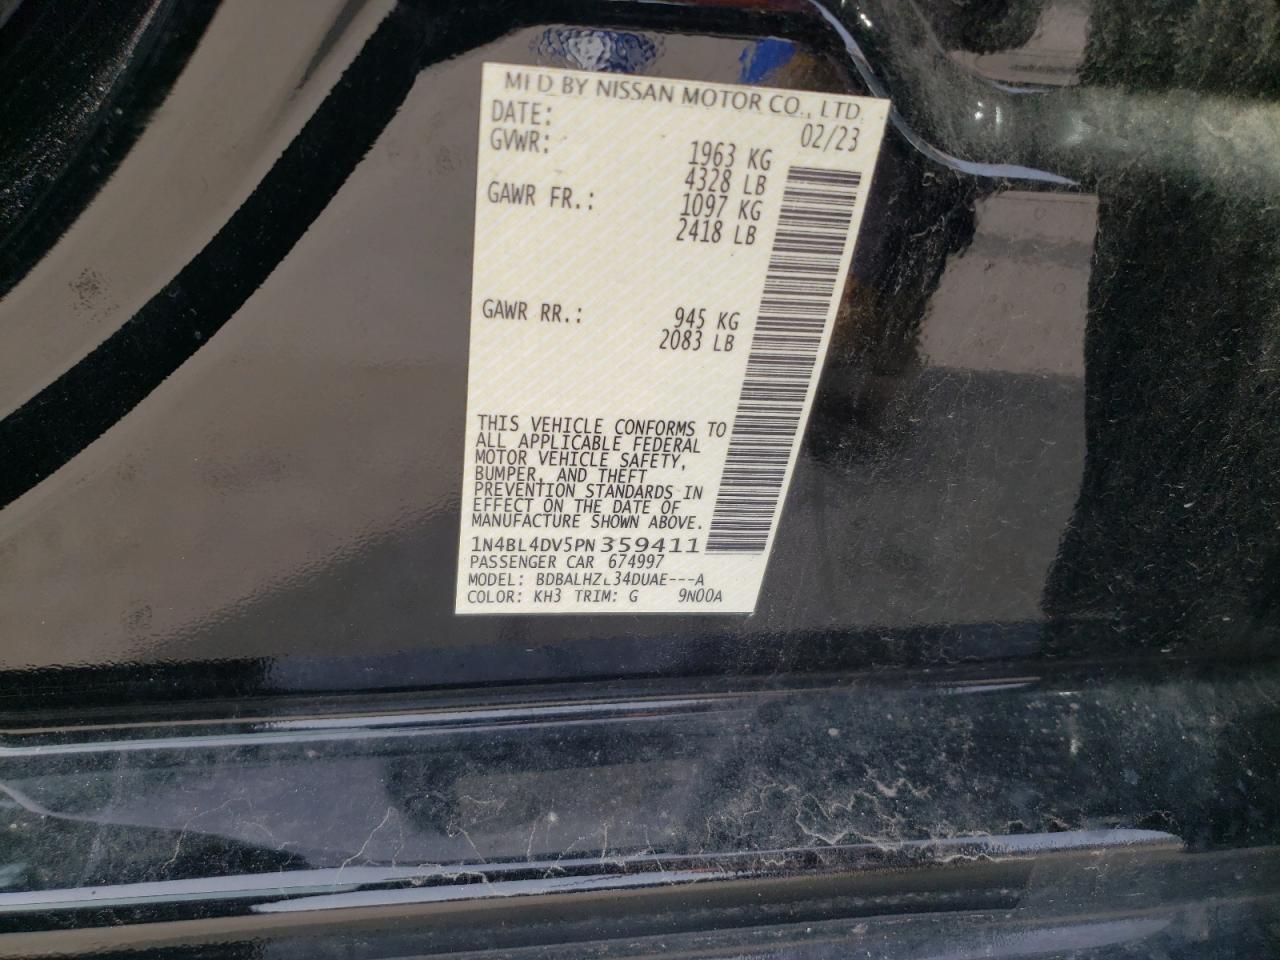 MFD BY NISSAN MOTOR CO., LTD.
DATE: 02/23
GVWR: 1963 KG
4328 LB
GAWR FR.: 1097 KG
2418 LB
GAWR RR.: 945 KG
2083 LB
THIS VEHICLE CONFORMS TO
ALL APPLICABLE FEDERAL
MOTOR VEHICLE SAFETY,
BUMPER, AND THEFT
PREVENTION STANDARDS IN
EFFECT ON THE DATE OF
MANUFACTURE SHOWN ABOVE.
1N4BL4DV5PN359411
PASSENGER CAR 674997
MODEL: BDBALHZL34DUAE---A
COLOR: KH3 TRIM: G 9N00A